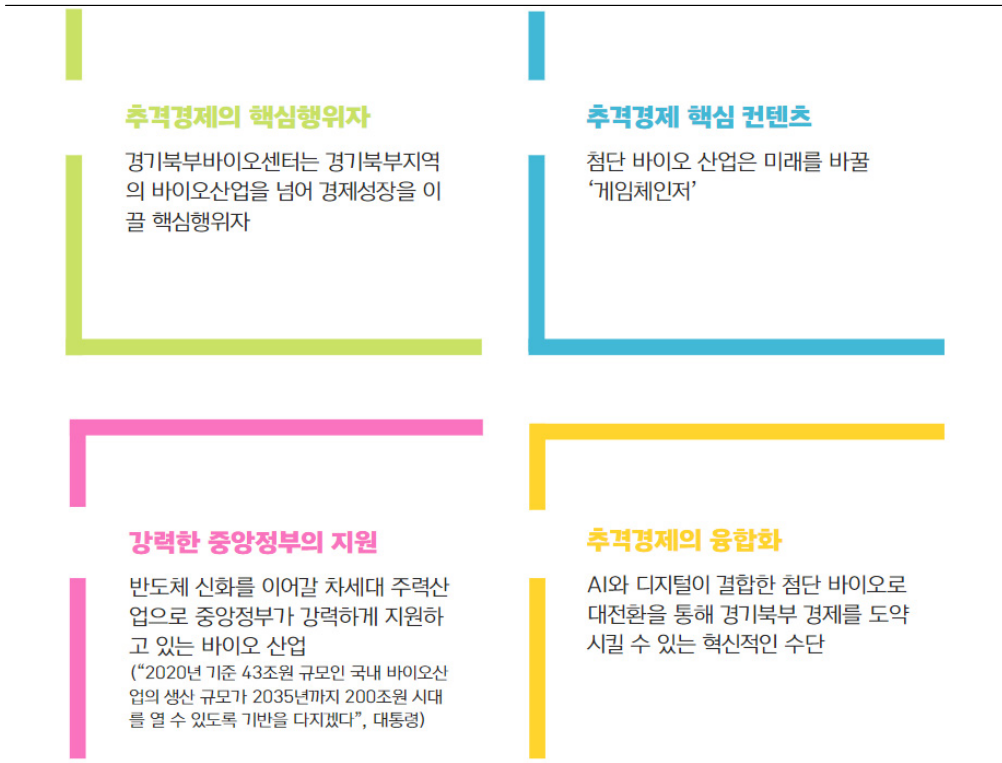 추격경제의 핵심행위자
경기북부바이오센터는 경기북부지역
의 바이오산업을 넘어 경제성장을 이
끌 핵심행위자
추격경제 핵심 컨텐츠
첨단 바이오 산업은 미래를 바꿀
‘게임체인저’
강력한 중앙정부의 지원
반도체 신화를 이어갈 차세대 주력산
업으로 중앙정부가 강력하게 지원하
고 있는 바이오 산업
(“2020년 기준 43조원 규모인 국내 바이오산
업의 생산 규모가 2035년까지 200조원 시대
를 열 수 있도록 기반을 다지겠다”, 대통령)
추격경제의 융합화
AI와 디지털이 결합한 첨단 바이오로
대전환을 통해 경기북부 경제를 도약
시킬 수 있는 혁신적인 수단